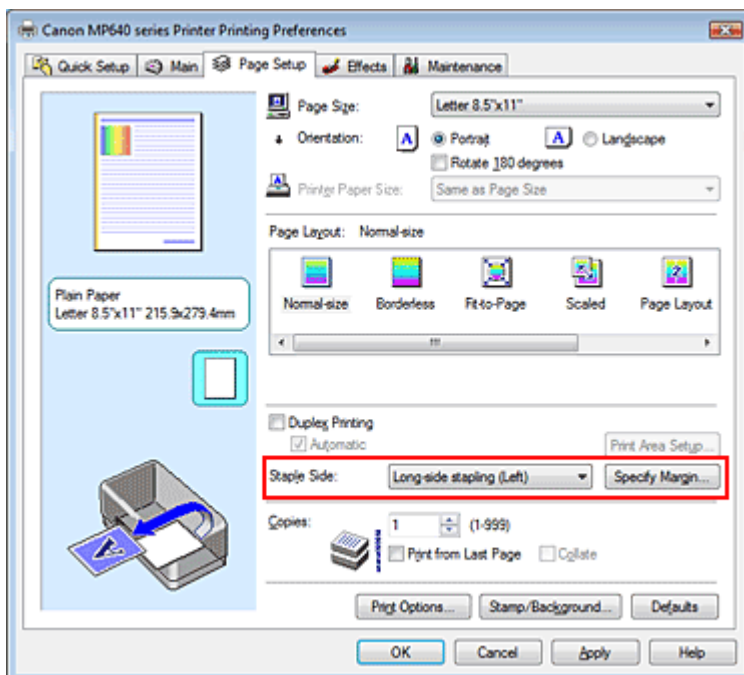 Canon MP640 series Printer Printing Preferences
Quick Setup Main Page Setup Effects Maintenance
Page Size: Letter 8.5"x11"
Orientation: A Portrait A Landscape
Rotate 180 degrees
Printer Paper Size: Same as Page Size
Page Layout: Normal-size
Normal-size Borderless Fit-to-Page Scaled Page Layout
Plain Paper
Letter 8.5"x11" 215.9x279.4mm
Duplex Printing
Automatic Print Area Setup...
Staple Side: Long-side stapling (Left) Specify Margin...
Copies: 1 (1-999)
Print from Last Page Collate
Print Options... Stamp/Background... Defaults
OK Cancel Apply Help